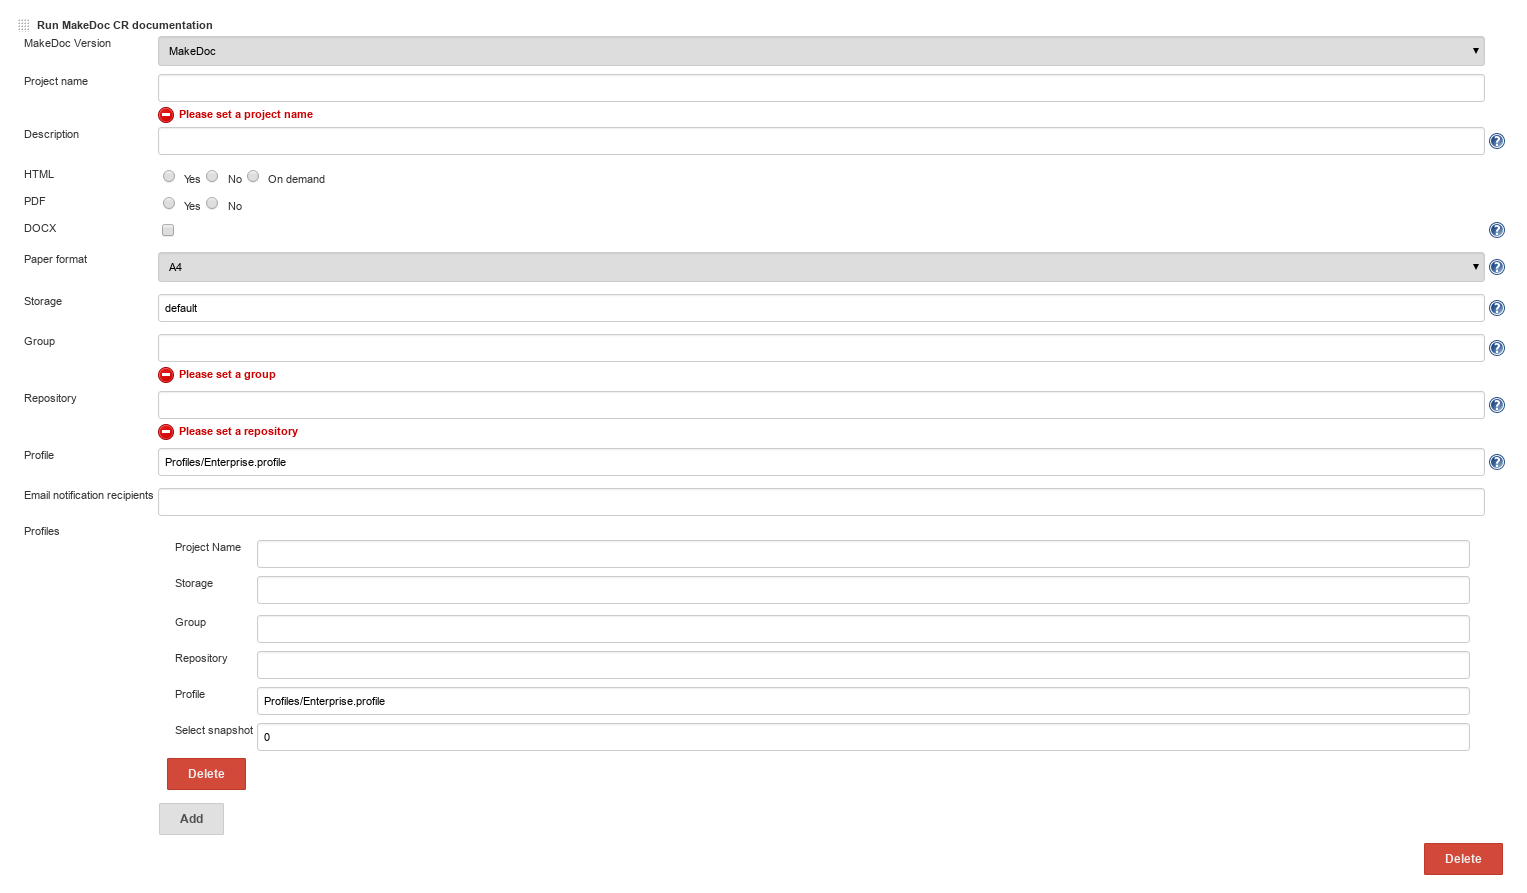 Run MakeDoc CR documentation
MakeDoc Version
MakeDoc
Project name
Please set a project name
Description
HTML
Yes No On demand
PDF
Yes No
DOCX
Paper format
A4
Storage
default
Group
Please set a group
Repository
Please set a repository
Profile
Profiles/Enterprise.profile
Email notification recipients
Profiles
Project Name
Storage
Group
Repository
Profile
Profiles/Enterprise.profile
Select snapshot
0
Delete
Add
Delete